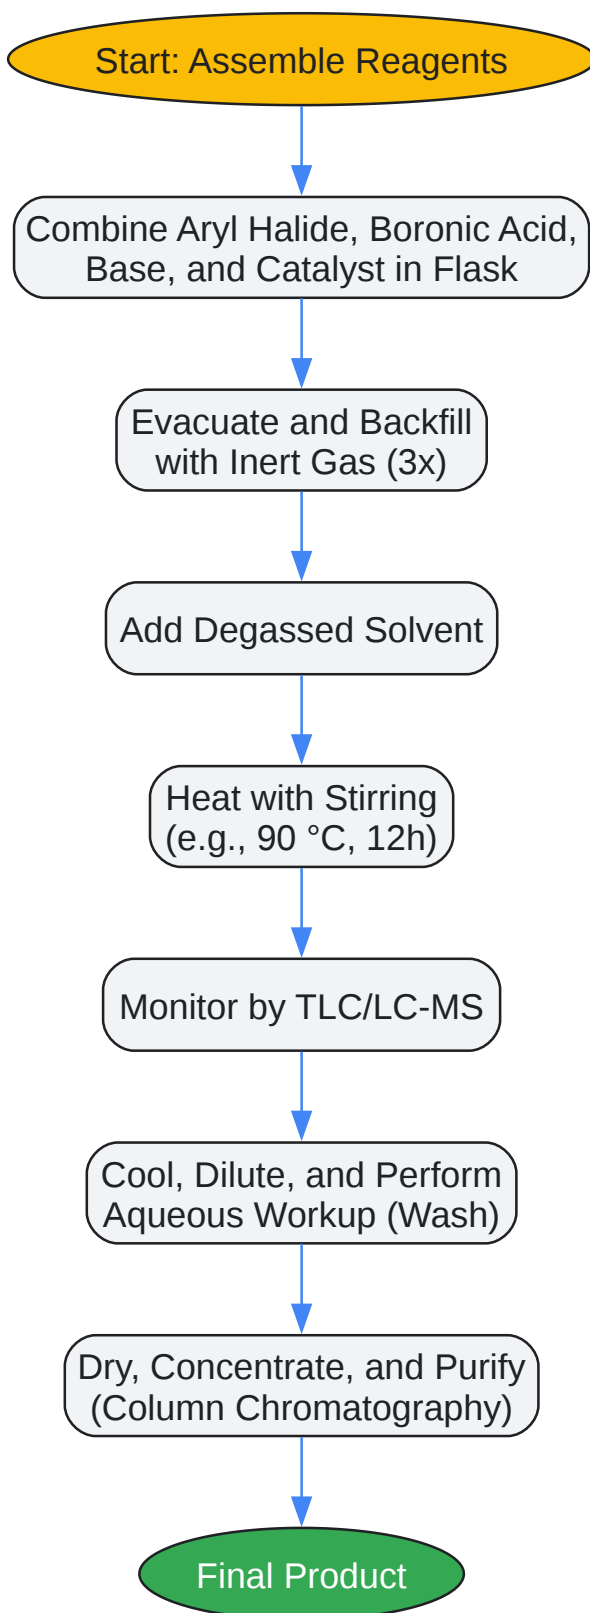 Start: Assemble Reagents
Combine Aryl Halide, Boronic Acid,
Base, and Catalyst in Flask
Evacuate and Backfill
with Inert Gas (3x)
Add Degassed Solvent
Heat with Stirring
(e.g., 90 °C, 12h)
Monitor by TLC/LC-MS
Cool, Dilute, and Perform
Aqueous Workup (Wash)
Dry, Concentrate, and Purify
(Column Chromatography)
Final Product